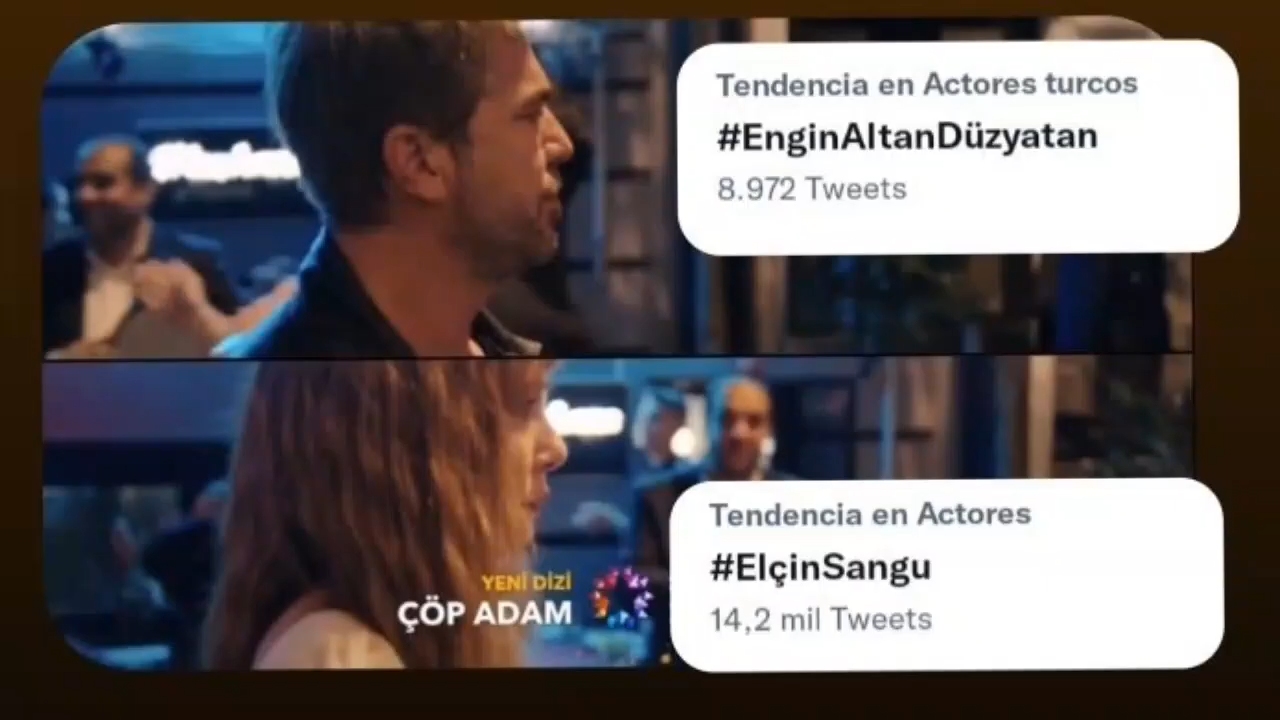 Tendencia en Actores turcos
#EnginAltanDüzyatan
8.972 Tweets
Tendencia en Actores
#ElçinSangu
14,2 mil Tweets
YENİ DİZİ
ÇÖP ADAM